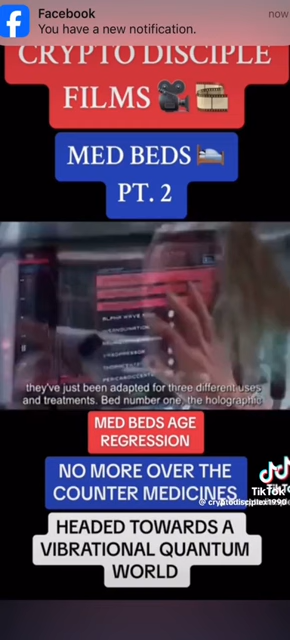 Facebook
now
You have a new notification.
CRYPTO DISCIPLE
FILMS 🎥 🎞️
MED BEDS 🛌
PT. 2
they've just been adapted for three different uses
and treatments. Bed number one, the holographic
MED BEDS AGE
REGRESSION
NO MORE OVER THE
COUNTER MEDICINES
TikTok
HEADED TOWARDS A
VIBRATIONAL QUANTUM
WORLD